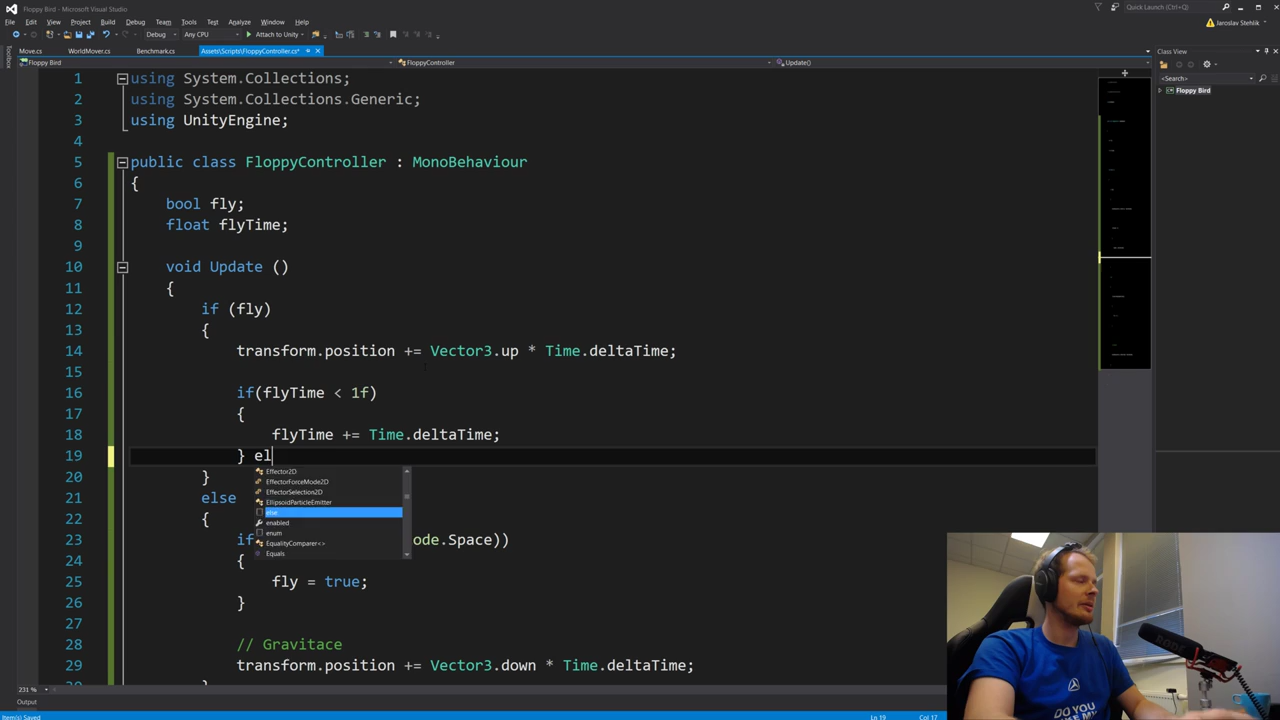 Floppy Bird - Microsoft Visual Studio
Quick Launch (Ctrl+Q)
File Edit View Project Build Debug Team Tools Test Analyze Window Help
Jaroslav Stehlik
Debug Any CPU Attach to Unity
Move.cs WorldMover.cs Benchmark.cs Assets\Scripts\FloppyController.cs*
Class View
Floppy Bird FloppyController Update()
<Search>
Floppy Bird
Toolbox
1 using System.Collections;
2 using System.Collections.Generic;
3 using UnityEngine;
4
5 public class FloppyController : MonoBehaviour
6 {
7 bool fly;
8 float flyTime;
9
10 void Update ()
11 {
12 if (fly)
13 {
14 transform.position += Vector3.up * Time.deltaTime;
15
16 if(flyTime < 1f)
17 {
18 flyTime += Time.deltaTime;
19 } el
20 }
21 else
22 {
23 if ode.Space))
24 {
25 fly = true;
26 }
27
28 // Gravitace
29 transform.position += Vector3.down * Time.deltaTime;
Effector2D
EffectorForceMode2D
EffectorSelection2D
EllipsoidParticleEmitter
else
enabled
enum
EqualityComparer<>
Equals
231 %
Output
Item(s) Saved Ln 19 Col 17
RODE
DO YOU
LIKE MY